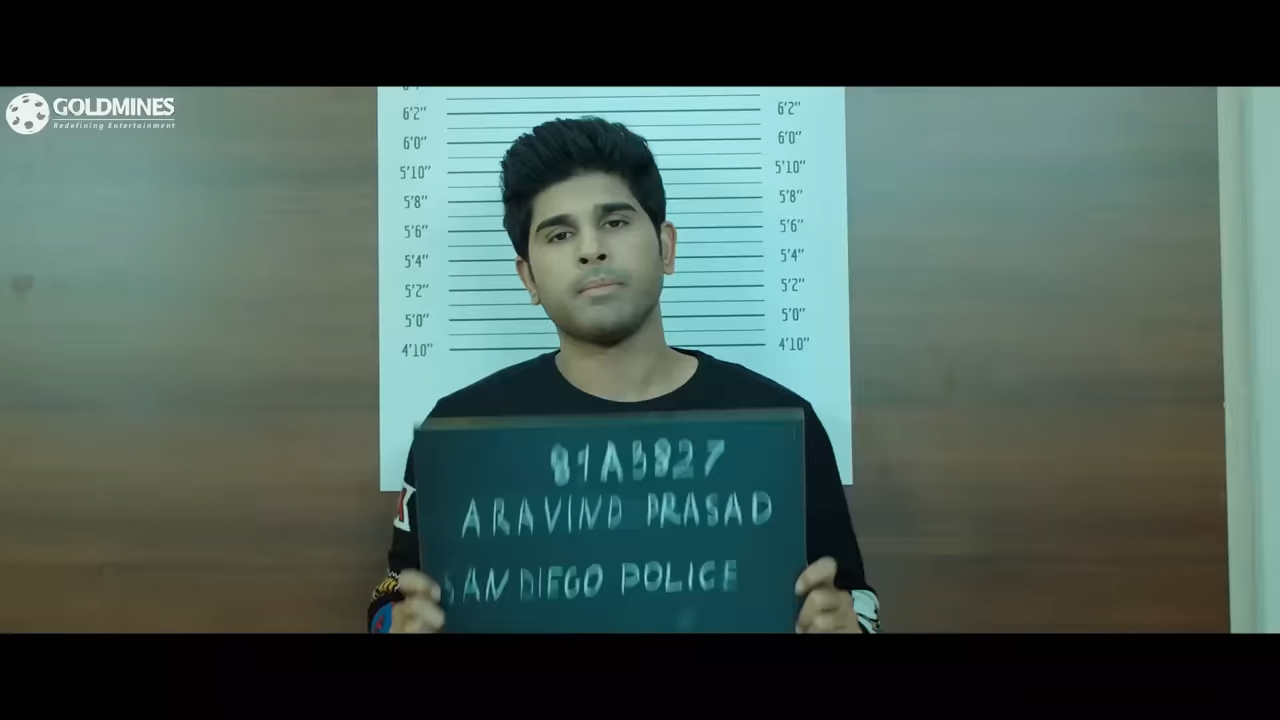 GOLDMINES
Redefining Entertainment
6'2" 6'2"
6'0" 6'0"
5'10" 5'10"
5'8" 5'8"
5'6" 5'6"
5'4" 5'4"
5'2" 5'2"
5'0" 5'0"
4'10" 4'10"
81A5827
ARAVIND PRASAD
SAN DIEGO POLICE